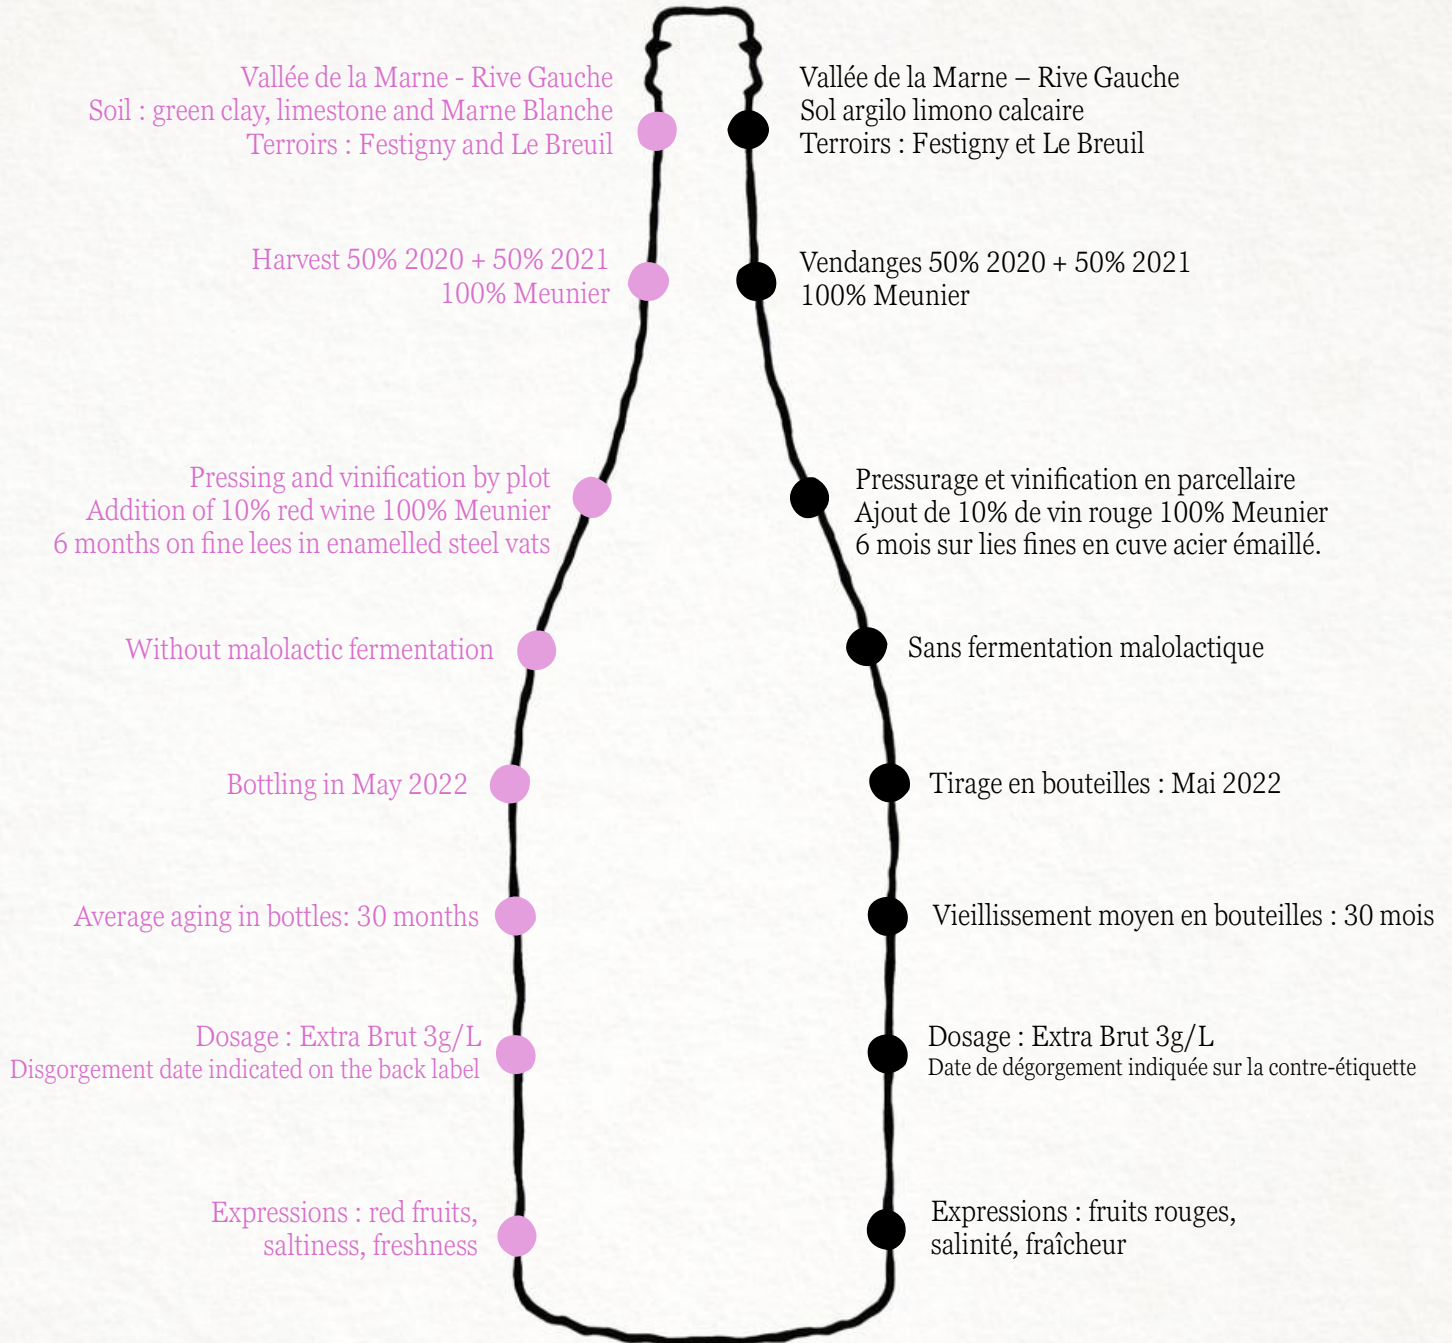 Vallée de la Marne - Rive Gauche
Soil : green clay, limestone and Marne Blanche
Terroirs : Festigny and Le Breuil
Harvest 50% 2020 + 50% 2021
100% Meunier
Pressing and vinification by plot
Addition of 10% red wine 100% Meunier
6 months on fine lees in enamelled steel vats
Without malolactic fermentation
Bottling in May 2022
Average aging in bottles: 30 months
Dosage : Extra Brut 3g/L
Disgorgement date indicated on the back label
Expressions : red fruits,
saltiness, freshness
Vallée de la Marne – Rive Gauche
Sol argilo limono calcaire
Terroirs : Festigny et Le Breuil
Vendanges 50% 2020 + 50% 2021
100% Meunier
Pressurage et vinification en parcellaire
Ajout de 10% de vin rouge 100% Meunier
6 mois sur lies fines en cuve acier émaillé.
Sans fermentation malolactique
Tirage en bouteilles : Mai 2022
Vieillissement moyen en bouteilles : 30 mois
Dosage : Extra Brut 3g/L
Date de dégorgement indiquée sur la contre-étiquette
Expressions : fruits rouges,
salinité, fraîcheur